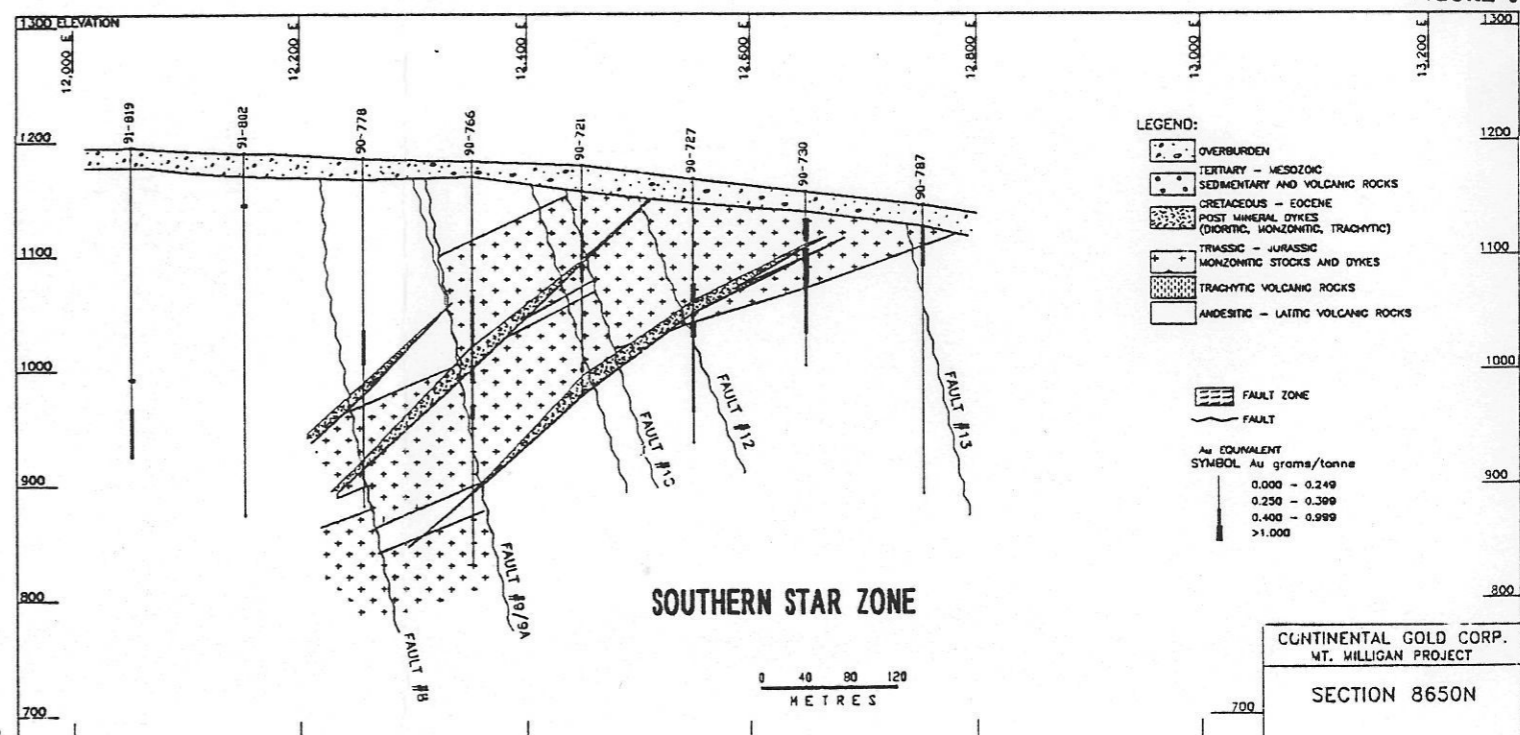 1300 ELEVATION
12,000 E
12,200 E
12,400 E
12,600 E
12,800 E
13,000 E
13,200 E
1300
91-819
91-802
90-778
90-766
90-721
90-727
90-730
90-787
1200
1100
1000
900
800
700
1200
1100
1000
900
800
700
LEGEND:
OVERBURDEN
TERTIARY - MESOZOIC
SEDIMENTARY AND VOLCANIC ROCKS
CRETACEOUS - EOCENE
POST MINERAL DYKES
(DIORITIC, MONZONITIC, TRACHYTIC)
TRIASSIC - JURASSIC
MONZONITIC STOCKS AND DYKES
TRACHYTIC VOLCANIC ROCKS
ANDESITIC - LATITIC VOLCANIC ROCKS
FAULT ZONE
FAULT
Au EQUIVALENT
SYMBOL Au grams/tonne
0.000 - 0.249
0.250 - 0.399
0.400 - 0.999
>1.000
FAULT #8
FAULT #9/9A
FAULT
FAULT #12
FAULT #13
SOUTHERN STAR ZONE
0 40 80 120
METRES
CONTINENTAL GOLD CORP.
MT. MILLIGAN PROJECT
SECTION 8650N